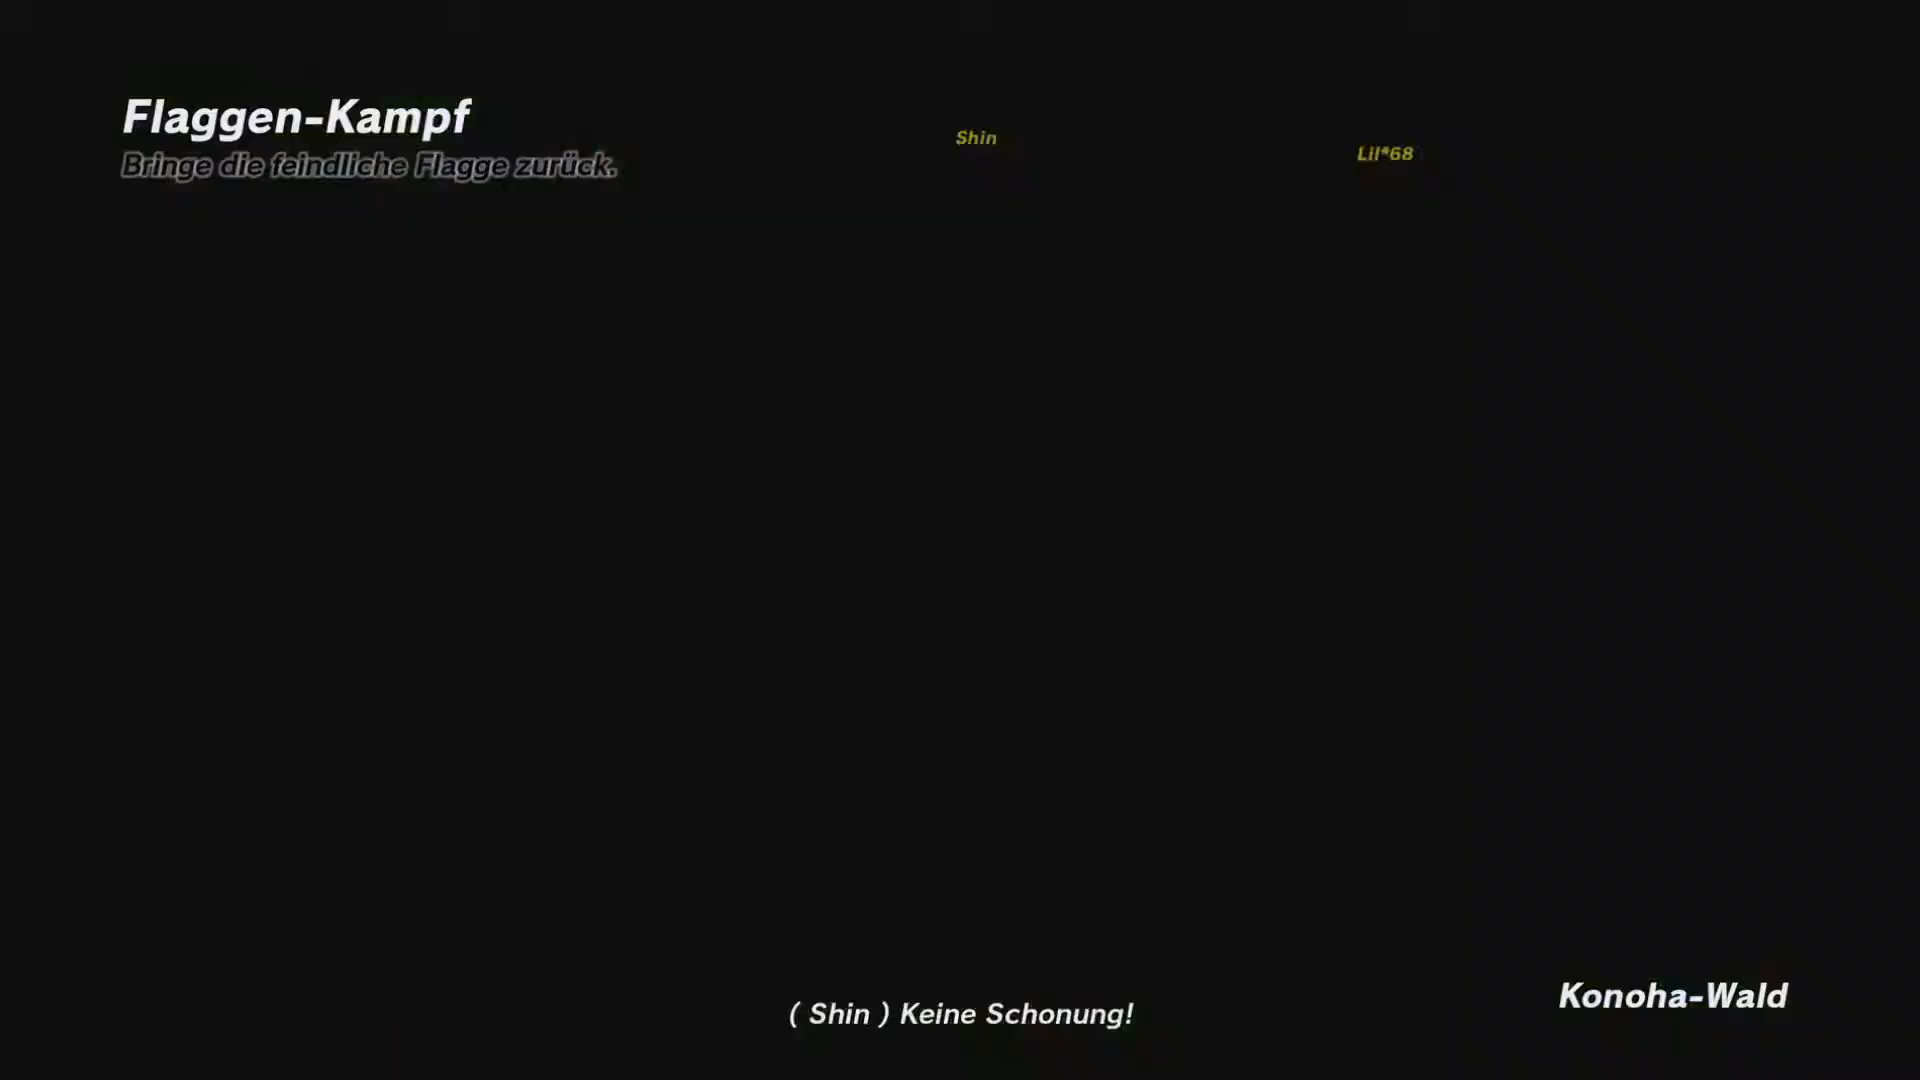 Flaggen-Kampf
Bringe die feindliche Flagge zurück.
Shin
Lil*68
( Shin ) Keine Schonung!
Konoha-Wald